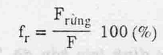 f_r = F_rừng / F 100 (%)